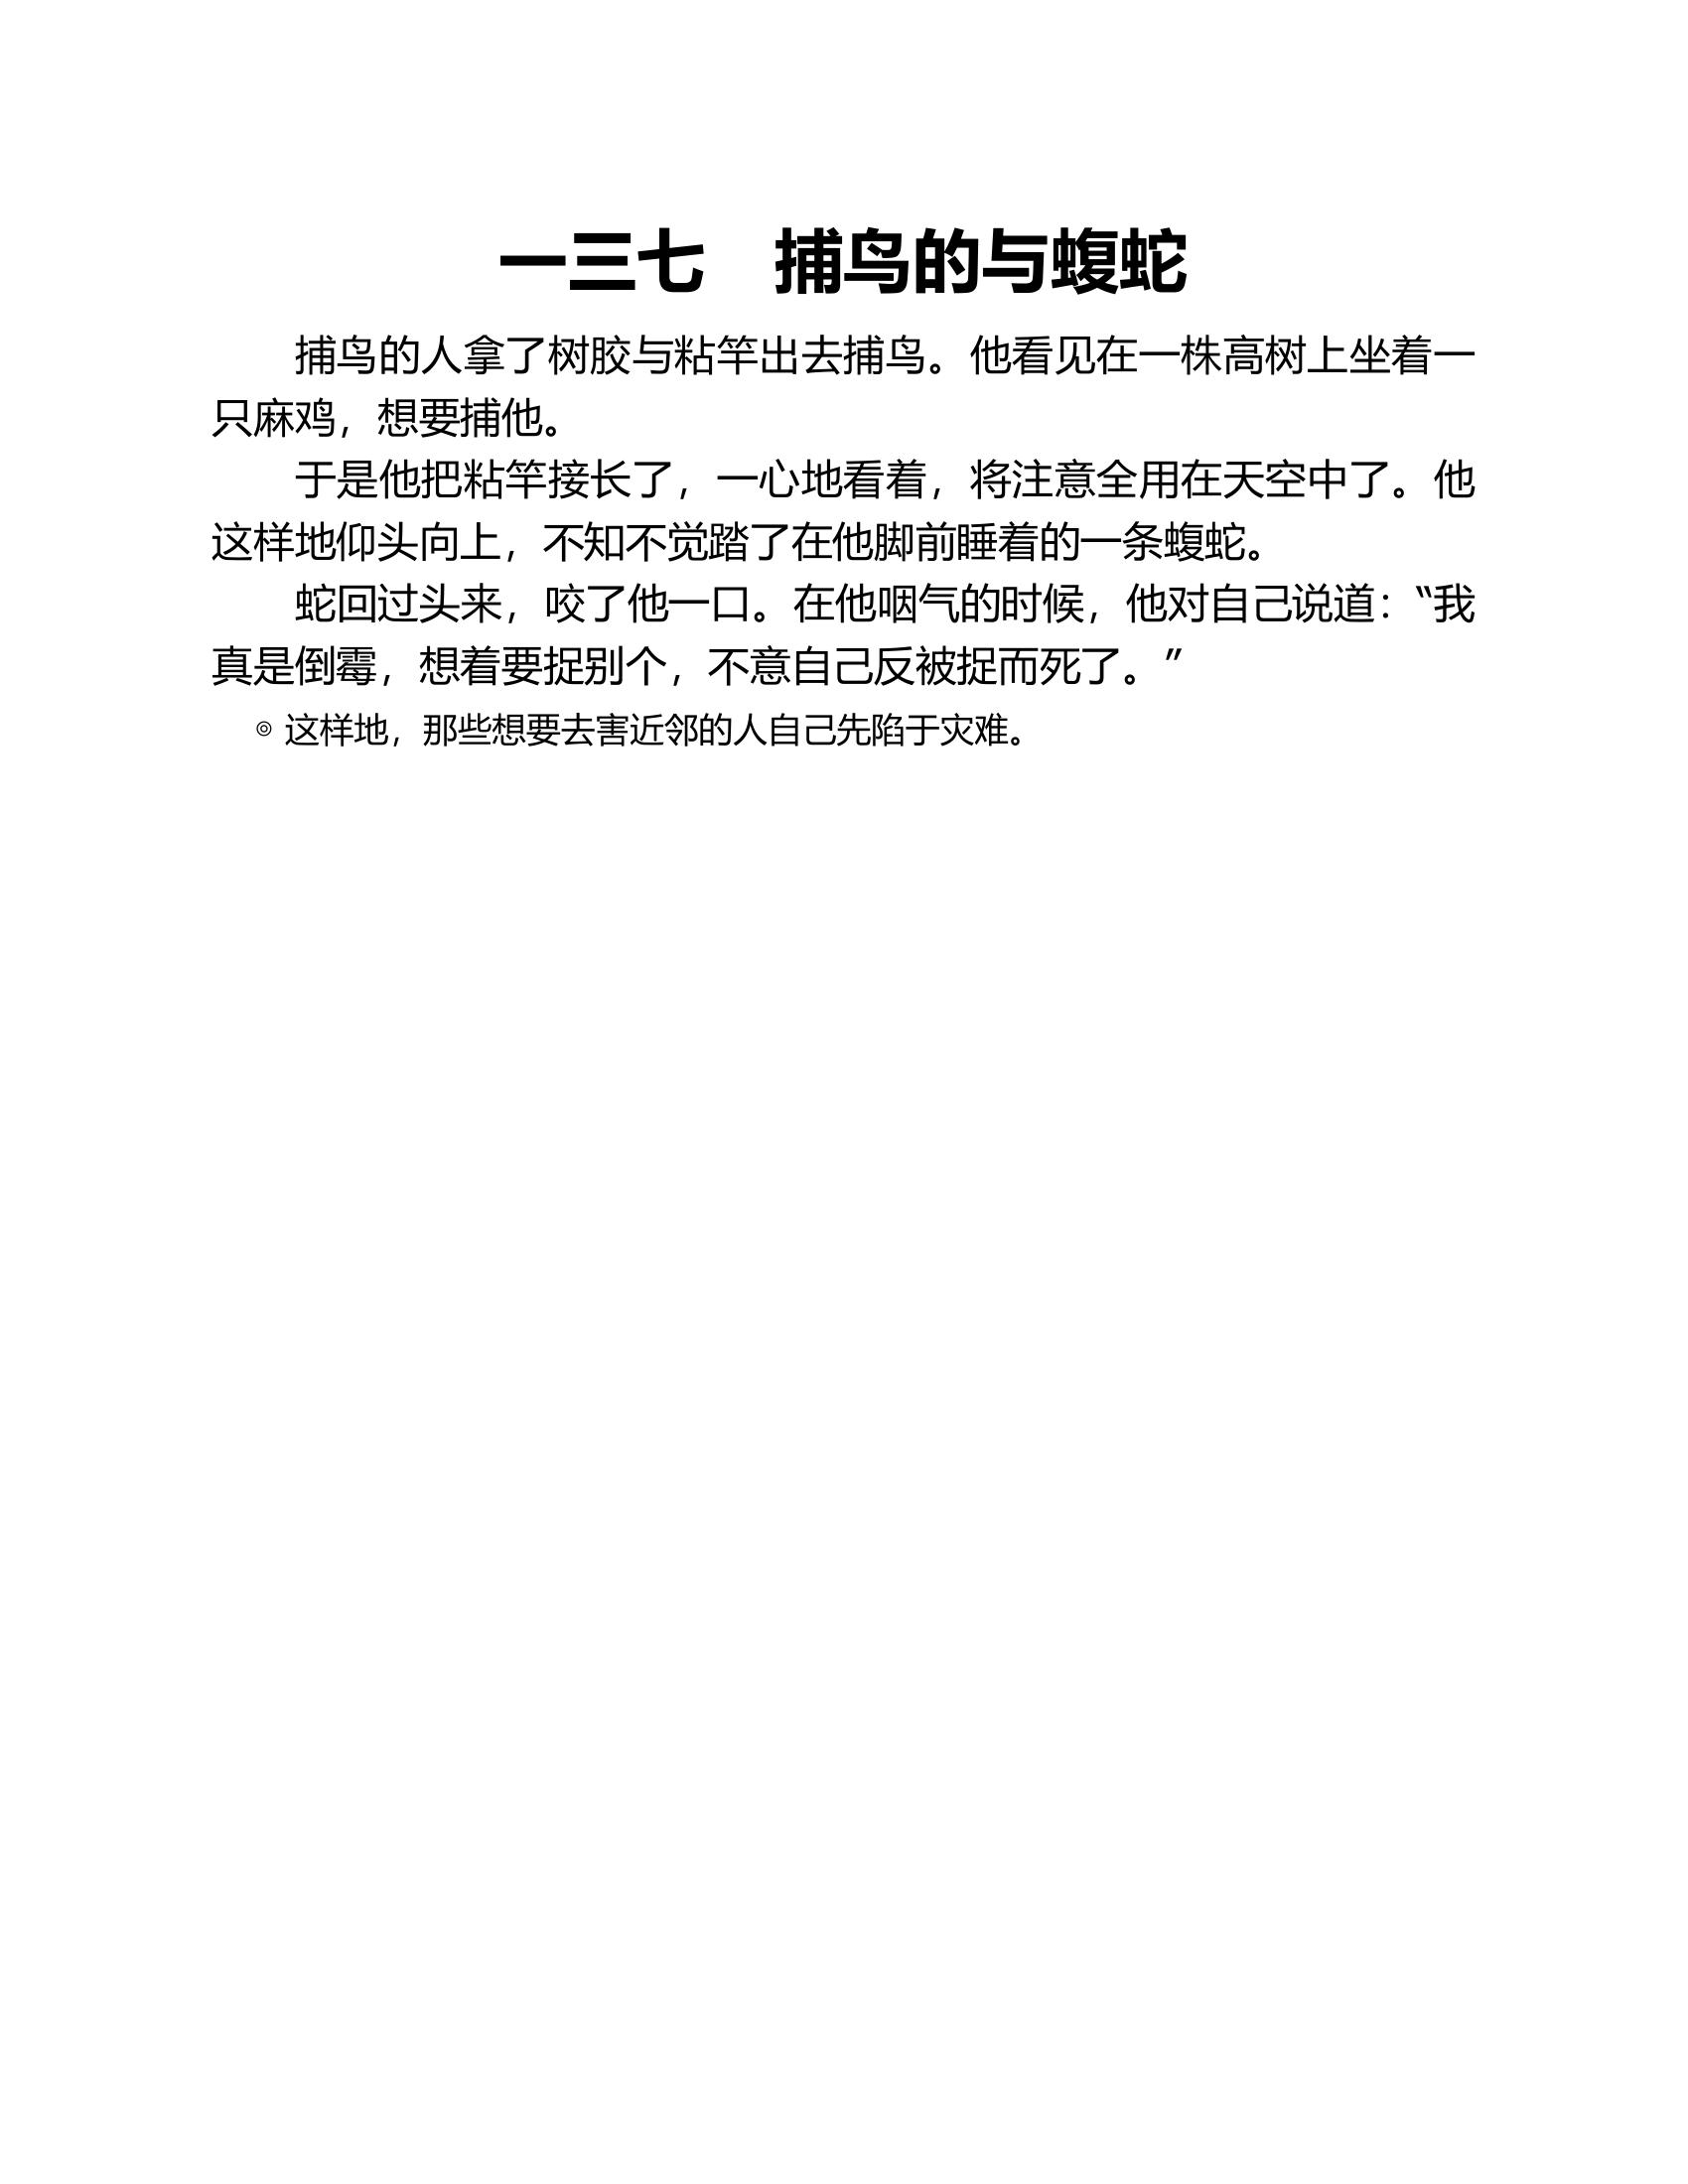 一三七　捕鸟的与蝮蛇
捕鸟的人拿了树胶与粘竿出去捕鸟。他看见在一株高树上坐着一
只麻鸡，想要捕他。
于是他把粘竿接长了，一心地看着，将注意全用在天空中了。他
这样地仰头向上，不知不觉踏了在他脚前睡着的一条蝮蛇。
蛇回过头来，咬了他一口。在他咽气的时候，他对自己说道：“我
真是倒霉，想着要捉别个，不意自己反被捉而死了。”
◎ 这样地，那些想要去害近邻的人自己先陷于灾难。